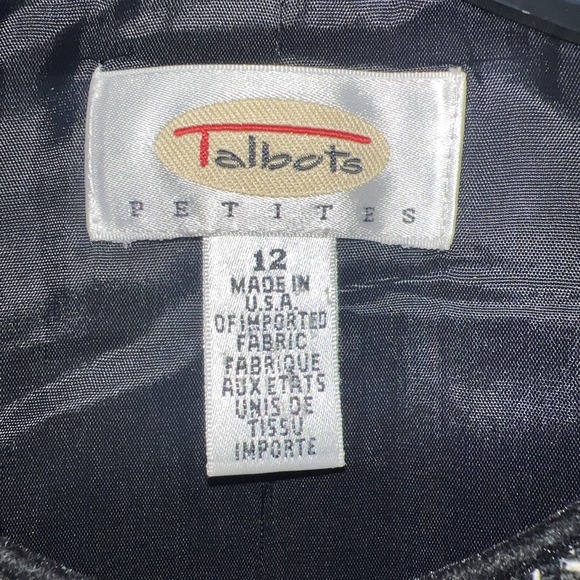 Talbots
PETITES
12
MADE IN
U.S.A.
OF IMPORTED
FABRIC
FABRIQUE
AUX ETATS
UNIS DE
TISSU
IMPORTE